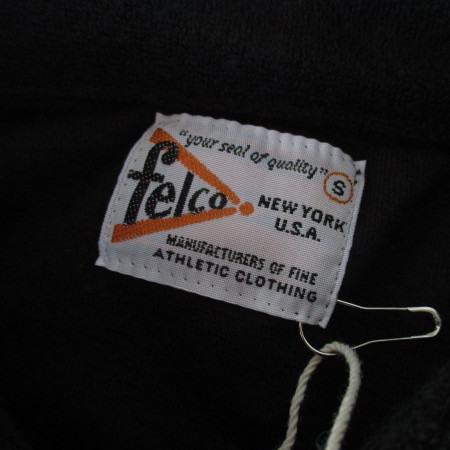 "your seal of quality"
S
felco
NEW YORK
U.S.A.
MANUFACTURERS OF FINE
ATHLETIC CLOTHING